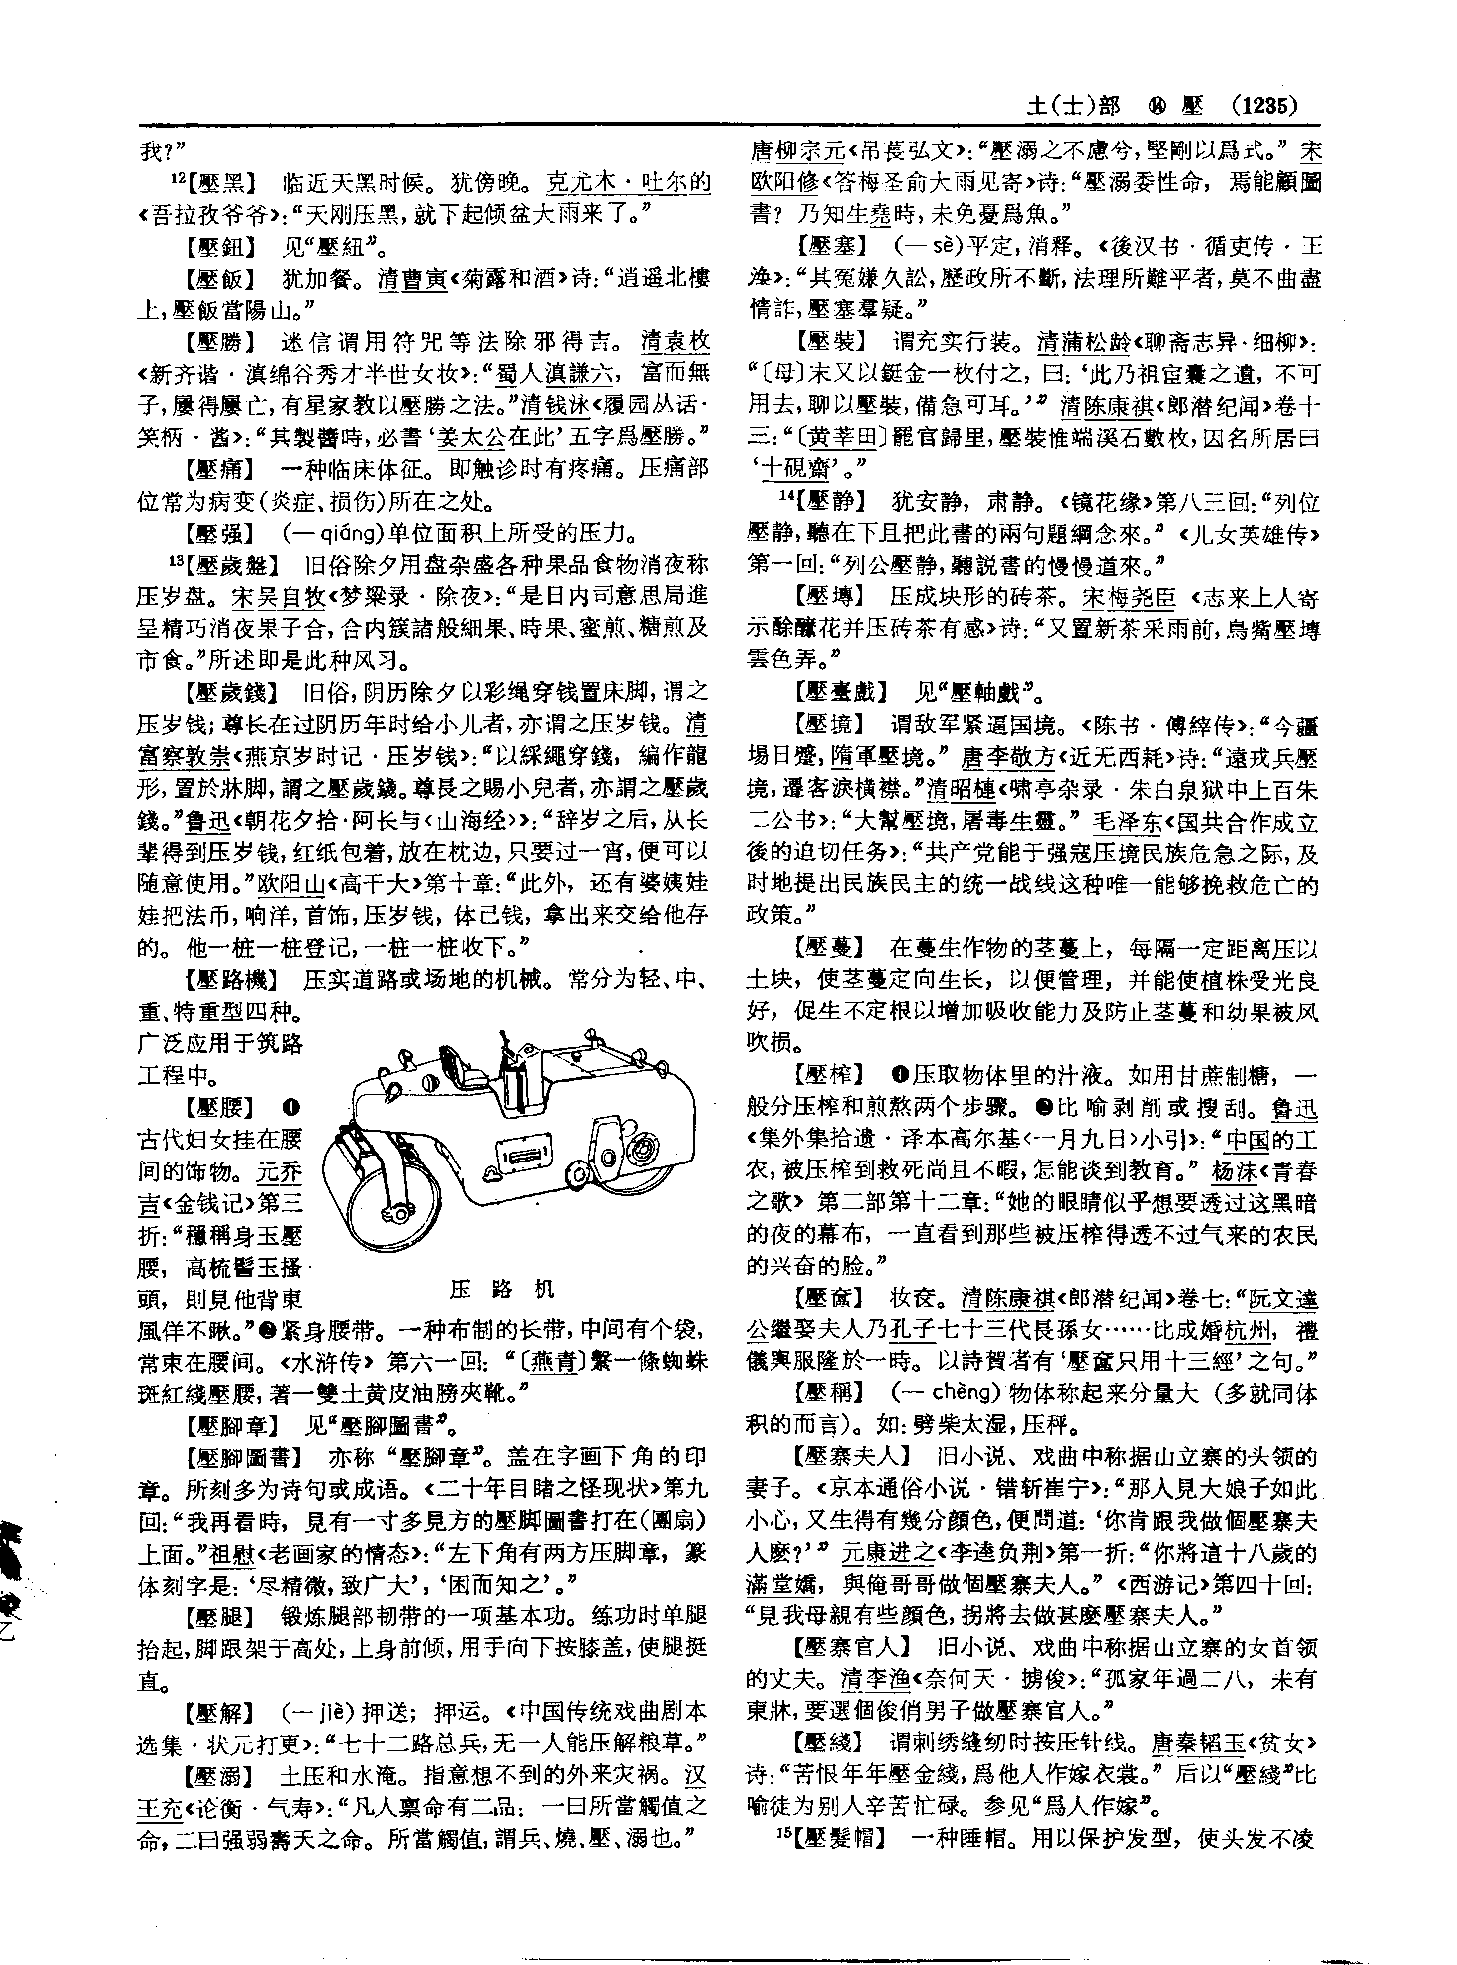 土(士)部 ⑭ 壓 (1235)
我?”
¹²【壓黑】 临近天黑时候。犹傍晚。克尤木·吐尔的
《吾拉孜爷爷》:“天刚压黑,就下起倾盆大雨来了。”
【壓鈕】 见“壓紐”。
【壓飯】 犹加餐。清曹寅《菊露和酒》诗:“逍遥北樓
上,壓飯當陽山。”
【壓勝】 迷信谓用符咒等法除邪得吉。清袁枚
《新齐谐·滇绵谷秀才半世女妆》:“蜀人滇謙六,富而無
子,屢得屢亡,有星家教以壓勝之法。”清钱泳《履园丛话·
笑柄·酱》:“其製醬時,必書‘姜太公在此’五字爲壓勝。”
【壓痛】 一种临床体征。即触诊时有疼痛。压痛部
位常为病变(炎症、损伤)所在之处。
【壓强】 (—qiáng)单位面积上所受的压力。
¹³【壓歲盤】 旧俗除夕用盘杂盛各种果品食物消夜称
压岁盘。宋吴自牧《梦粱录·除夜》:“是日内司意思局進
呈精巧消夜果子合,合内簇諸般細果、時果、蜜煎、糖煎及
市食。”所述即是此种风习。
【壓歲錢】 旧俗,阴历除夕以彩绳穿钱置床脚,谓之
压岁钱;尊长在过阴历年时给小儿者,亦谓之压岁钱。清
富察敦崇《燕京岁时记·压岁钱》:“以綵繩穿錢,編作龍
形,置於牀脚,謂之壓歲錢。尊長之賜小兒者,亦謂之壓歲
錢。”鲁迅《朝花夕拾·阿长与〈山海经〉》:“辞岁之后,从长
辈得到压岁钱,红纸包着,放在枕边,只要过一宵,便可以
随意使用。”欧阳山《高干大》第十章:“此外,还有婆姨娃
娃把法币,响洋,首饰,压岁钱,体己钱,拿出来交给他存
的。他一桩一桩登记,一桩一桩收下。”
【壓路機】 压实道路或场地的机械。常分为轻、中、
重、特重型四种。
广泛应用于筑路
工程中。
【壓腰】 ❶
古代妇女挂在腰
间的饰物。元乔
吉《金钱记》第三
折:“穩稱身玉壓
腰,高梳髻玉搔
頭,則見他背東
風佯不瞅。”❷紧身腰带。一种布制的长带,中间有个袋,
常束在腰间。《水浒传》第六一回:“〔燕青〕繫一條蜘蛛
斑紅綫壓腰,著一雙土黄皮油膀夾靴。”
压路机
【壓脚章】 见“壓脚圖書”。
【壓脚圖書】 亦称“壓脚章”。盖在字画下角的印
章。所刻多为诗句或成语。《二十年目睹之怪现状》第九
回:“我再看時,見有一寸多見方的壓脚圖書打在(團扇)
上面。”祖慰《老画家的情态》:“左下角有两方压脚章,篆
体刻字是:‘尽精微,致广大’,‘困而知之’。”
【壓腿】 锻炼腿部韧带的一项基本功。练功时单腿
抬起,脚跟架于高处,上身前倾,用手向下按膝盖,使腿挺
直。
【壓解】 (—jiè)押送;押运。《中国传统戏曲剧本
选集·状元打更》:“七十二路总兵,无一人能压解粮草。”
【壓溺】 土压和水淹。指意想不到的外来灾祸。汉
王充《论衡·气寿》:“凡人禀命有二品:一曰所當觸值之
命,二曰强弱壽夭之命。所當觸值,謂兵、燒、壓、溺也。”
唐柳宗元《吊苌弘文》:“壓溺之不慮兮,堅剛以爲式。”宋
欧阳修《答梅圣俞大雨见寄》诗:“壓溺委性命,焉能顧圖
書?乃知生堯時,未免憂爲魚。”
【壓塞】 (—sè)平定,消释。《後汉书·循吏传·王
涣》:“其冤嫌久訟,歷政所不斷,法理所難平者,莫不曲盡
情詐,壓塞羣疑。”
【壓裝】 谓充实行装。清蒲松龄《聊斋志异·细柳》:
“〔母〕末又以鋌金一枚付之,曰:‘此乃祖宦囊之遺,不可
用去,聊以壓裝,備急可耳。’”清陈康祺《郎潜纪闻》卷十
三:“〔黄莘田〕罷官歸里,壓裝惟端溪石數枚,因名所居曰
‘十硯齋’。”
¹⁴【壓静】 犹安静,肃静。《镜花缘》第八三回:“列位
壓静,聽在下且把此書的兩句題綱念來。”《儿女英雄传》
第一回:“列公壓静,聽説書的慢慢道來。”
【壓塼】 压成块形的砖茶。宋梅尧臣《志来上人寄
示酴醾花并压砖茶有感》诗:“又置新茶采雨前,鳥觜壓塼
雲色弄。”
【壓臺戲】 见“壓軸戲”。
【壓境】 谓敌军紧逼国境。《陈书·傅縡传》:“今疆
埸日蹙,隋軍壓境。”唐李敬方《近无西耗》诗:“遠戎兵壓
境,遷客淚横襟。”清昭槤《啸亭杂录·朱白泉狱中上百朱
二公书》:“大幫壓境,屠毒生靈。”毛泽东《国共合作成立
後的迫切任务》:“共产党能于强寇压境民族危急之际,及
时地提出民族民主的统一战线这种唯一能够挽救危亡的
政策。”
【壓蔓】 在蔓生作物的茎蔓上,每隔一定距离压以
土块,使茎蔓定向生长,以便管理,并能使植株受光良
好,促生不定根以增加吸收能力及防止茎蔓和幼果被风
吹损。
【壓榨】 ❶压取物体里的汁液。如用甘蔗制糖,一
般分压榨和煎熬两个步骤。❷比喻剥削或搜刮。鲁迅
《集外集拾遗·译本高尔基〈一月九日〉小引》:“中国的工
农,被压榨到救死尚且不暇,怎能谈到教育。”杨沫《青春
之歌》第二部第十二章:“她的眼睛似乎想要透过这黑暗
的夜的幕布,一直看到那些被压榨得透不过气来的农民
的兴奋的脸。”
【壓奩】 妆奁。清陈康祺《郎潜纪闻》卷七:“阮文達
公繼娶夫人乃孔子七十三代長孫女……比成婚杭州,禮
儀輿服隆於一時。以詩賀者有‘壓奩只用十三經’之句。”
【壓稱】 (—chèng)物体称起来分量大(多就同体
积的而言)。如:劈柴太湿,压秤。
【壓寨夫人】 旧小说、戏曲中称据山立寨的头领的
妻子。《京本通俗小说·错斩崔宁》:“那人見大娘子如此
小心,又生得有幾分顔色,便問道:‘你肯跟我做個壓寨夫
人麽?’”元康进之《李逵负荆》第一折:“你將這十八歲的
滿堂嬌,與俺哥哥做個壓寨夫人。”《西游记》第四十回:
“見我母親有些顔色,拐將去做甚麽壓寨夫人。”
【壓寨官人】 旧小说、戏曲中称据山立寨的女首领
的丈夫。清李渔《奈何天·掳俊》:“孤家年過二八,未有
東牀,要選個俊俏男子做壓寨官人。”
【壓綫】 谓刺绣缝纫时按压针线。唐秦韬玉《贫女》
诗:“苦恨年年壓金綫,爲他人作嫁衣裳。”后以“壓綫”比
喻徒为别人辛苦忙碌。参见“爲人作嫁”。
¹⁵【壓髮帽】 一种睡帽。用以保护发型,使头发不凌